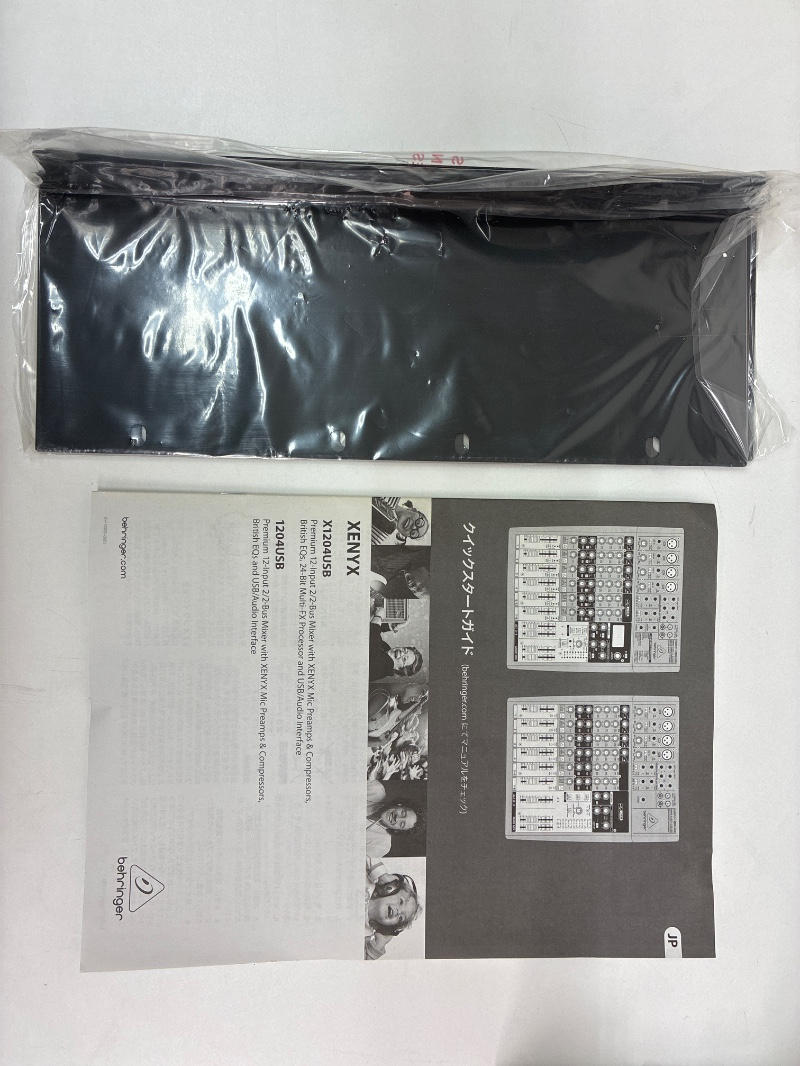 クイックスタートガイド (behringer.com にてマニュアルをチェック)
JP
XENYX
X1204USB
Premium 12-Input 2/2-Bus Mixer with XENYX Mic Preamps & Compressors,
British EQs, 24-Bit Multi-FX Processor and USB/Audio Interface
1204USB
Premium 12-Input 2/2-Bus Mixer with XENYX Mic Preamps & Compressors,
British EQs and USB/Audio Interface
behringer.com
behringer